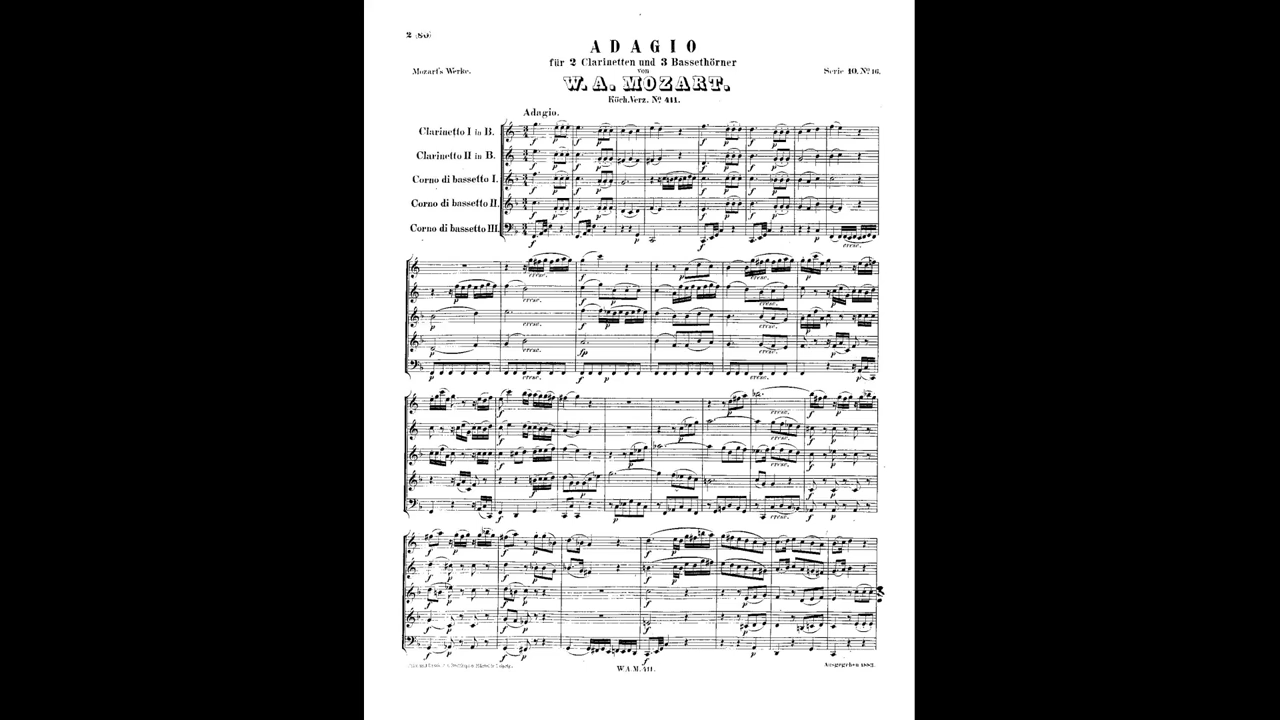 2 (80)
ADAGIO
für 2 Clarinetten und 3 Bassethörner
von
Mozart's Werke.
Serie 10. No 16.
W. A. MOZART.
Köch. Verz. No 411.
Adagio.
Clarinetto I in B.
Clarinetto II in B.
Corno di bassetto I.
Corno di bassetto II.
Corno di bassetto III.
W. A. M. 411.
Ausgegeben 1883.